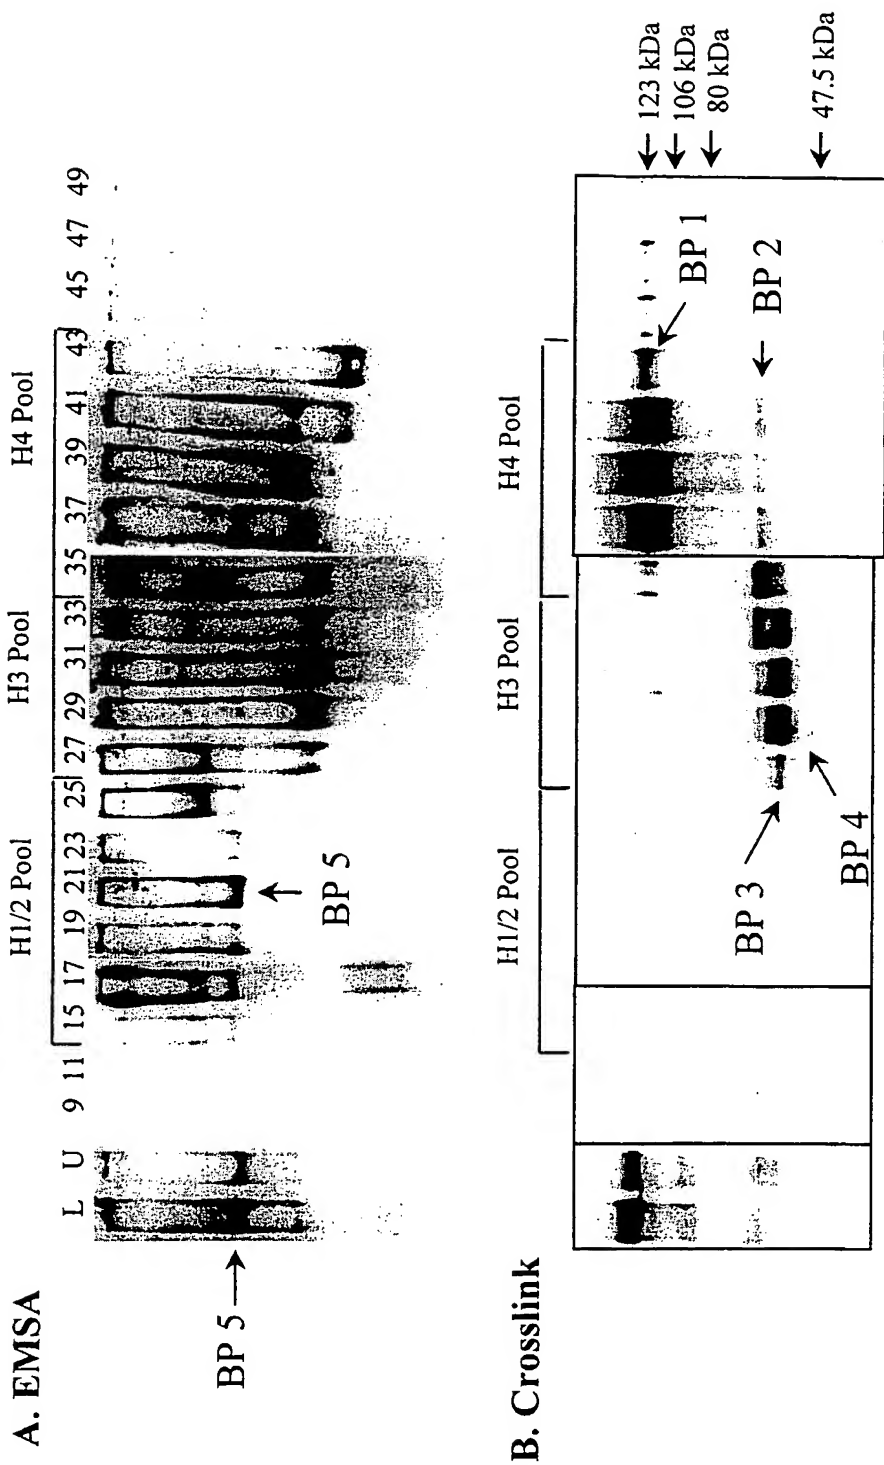 A. EMSA
H1/2 Pool H3 Pool H4 Pool
L U 9 11 15 17 19 21 23 25 27 29 31 33 35 37 39 41 43 45 47 49
BP 5
BP 5
B. Crosslink
H1/2 Pool H3 Pool H4 Pool
123 kDa
106 kDa
80 kDa
47.5 kDa
BP 1
BP 2
BP 3
BP 4